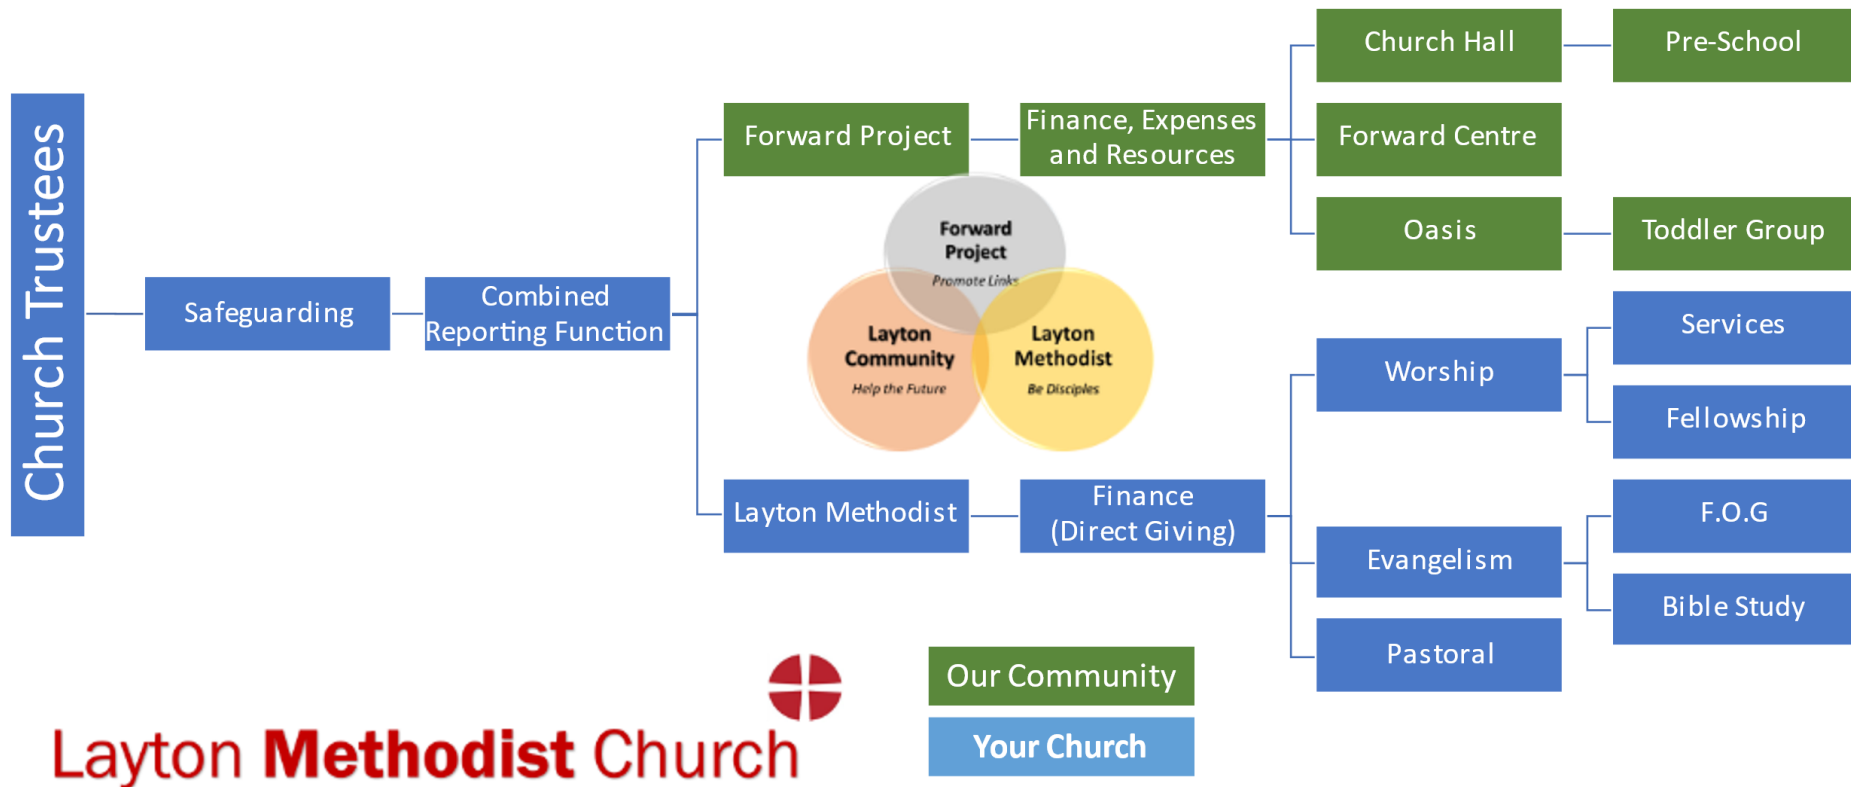 Church Trustees
Safeguarding
Combined
Reporting Function
Forward Project
Finance, Expenses
and Resources
Church Hall
Pre-School
Forward Centre
Oasis
Toddler Group
Forward
Project
Promote Links
Layton
Community
Help the Future
Layton
Methodist
Be Disciples
Layton Methodist
Finance
(Direct Giving)
Worship
Services
Fellowship
Evangelism
F.O.G
Bible Study
Pastoral
Our Community
Your Church
Layton Methodist Church